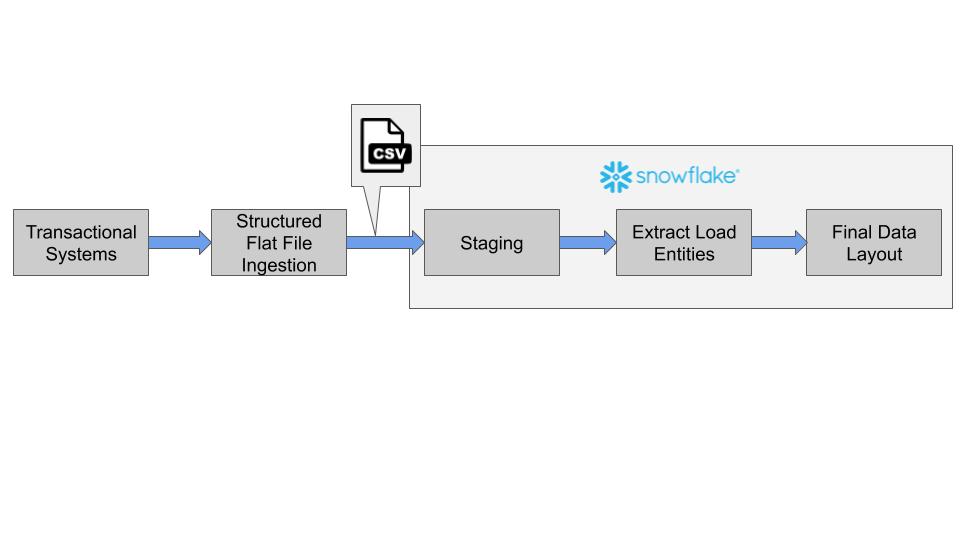 CSV
snowflake®
Transactional
Systems
Structured
Flat File
Ingestion
Staging
Extract Load
Entities
Final Data
Layout